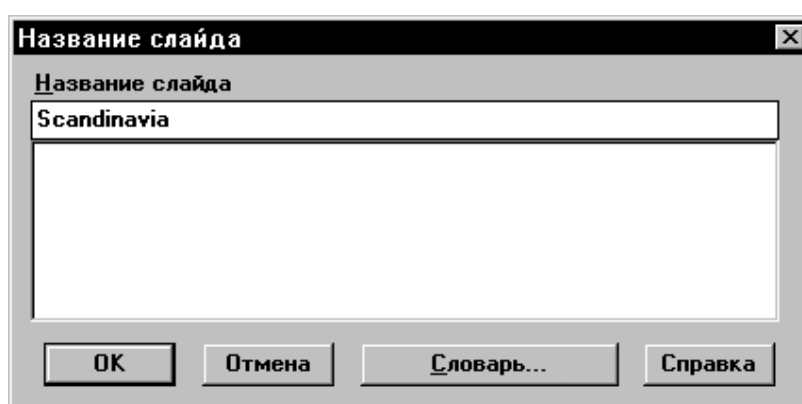 Название слайда
Название слайда
Scandinavia
OK
Отмена
Словарь...
Справка